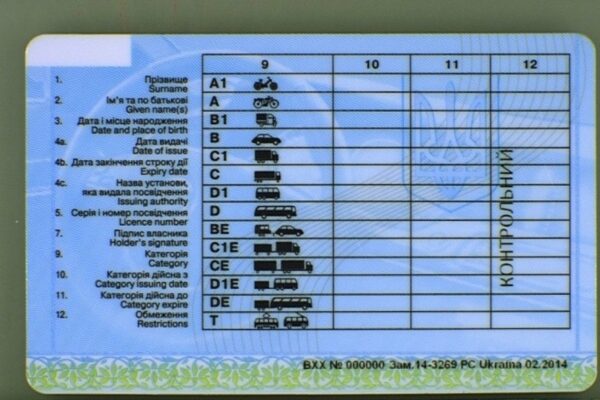 9 10 11 12
1. Прізвище
Surname
2. Ім'я та по батькові
Given name(s)
3. Дата і місце народження
Date and place of birth
4a. Дата видачі
Date of issue
4b. Дата закінчення строку дії
Expiry date
4c. Назва установи,
яка видала посвідчення
Issuing authority
5. Серія і номер посвідчення
Licence number
7. Підпис власника
Holder's signature
9. Категорія
Category
10. Категорія дійсна з
Category issuing date
11. Категорія дійсна до
Category expire
12. Обмеження
Restrictions
A1
A
B1
B
C1
C
D1
D
BE
C1E
CE
D1E
DE
T
КОНТРОЛЬНИЙ
ВХХ № 000000 Зам.14-3269 РС Ukraina 02.2014